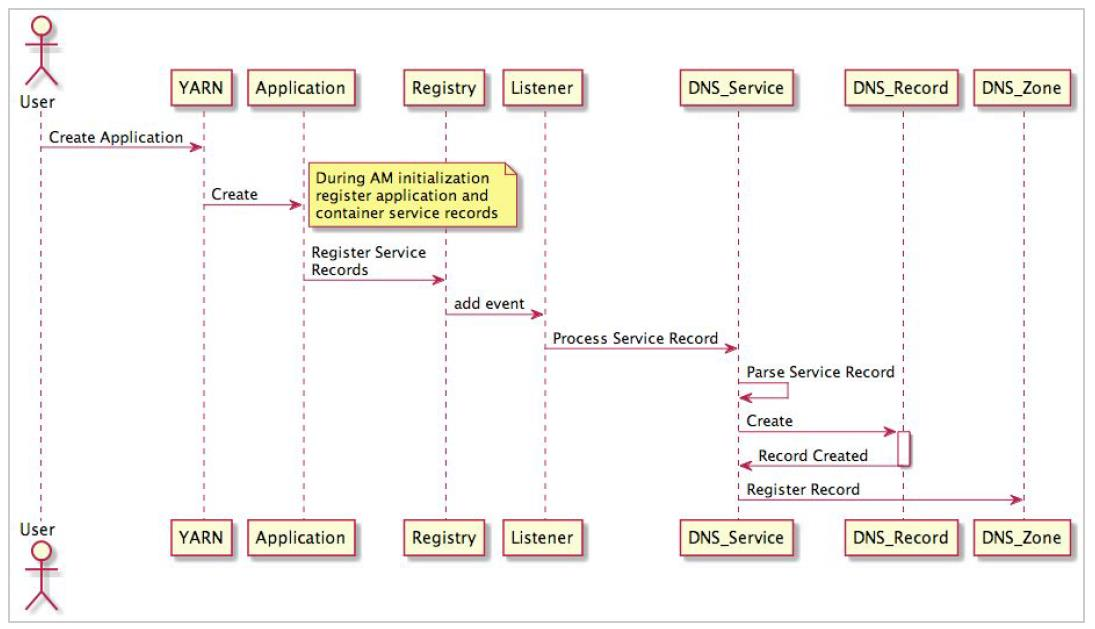 User
YARN
Application
Registry
Listener
DNS_Service
DNS_Record
DNS_Zone
Create Application
During AM initialization
register application and
container service records
Create
Register Service
Records
add event
Process Service Record
Parse Service Record
Create
Record Created
Register Record
User
YARN
Application
Registry
Listener
DNS_Service
DNS_Record
DNS_Zone